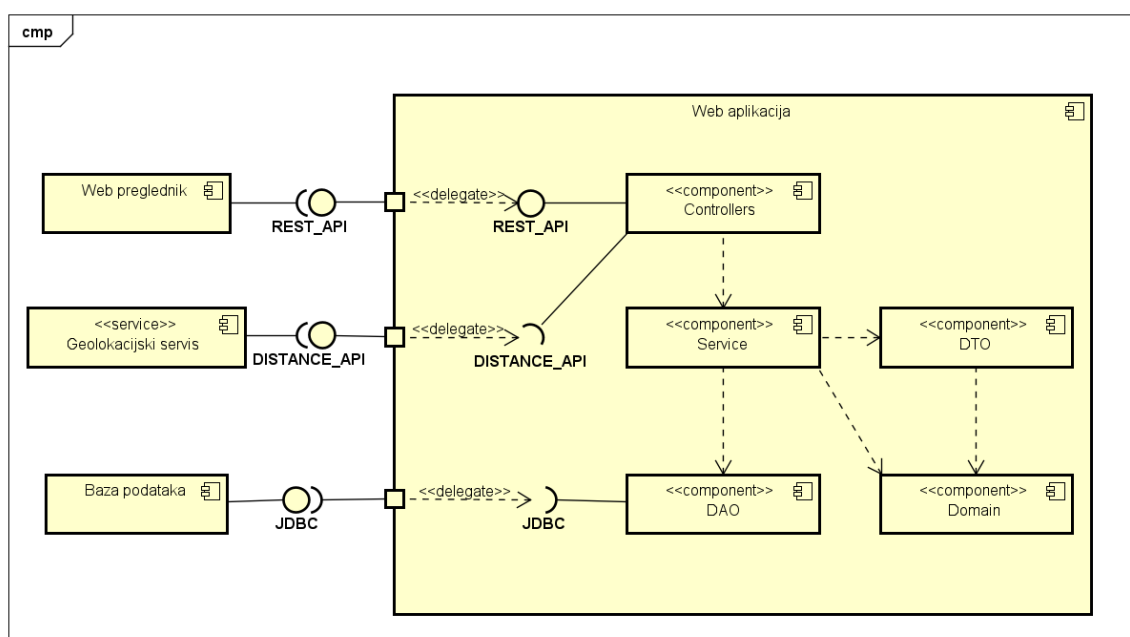 cmp
Web aplikacija
Web preglednik
REST_API
<<delegate>>
REST_API
<<component>>
Controllers
<<service>>
Geolokacijski servis
DISTANCE_API
<<delegate>>
DISTANCE_API
<<component>>
Service
<<component>>
DTO
Baza podataka
JDBC
<<delegate>>
JDBC
<<component>>
DAO
<<component>>
Domain